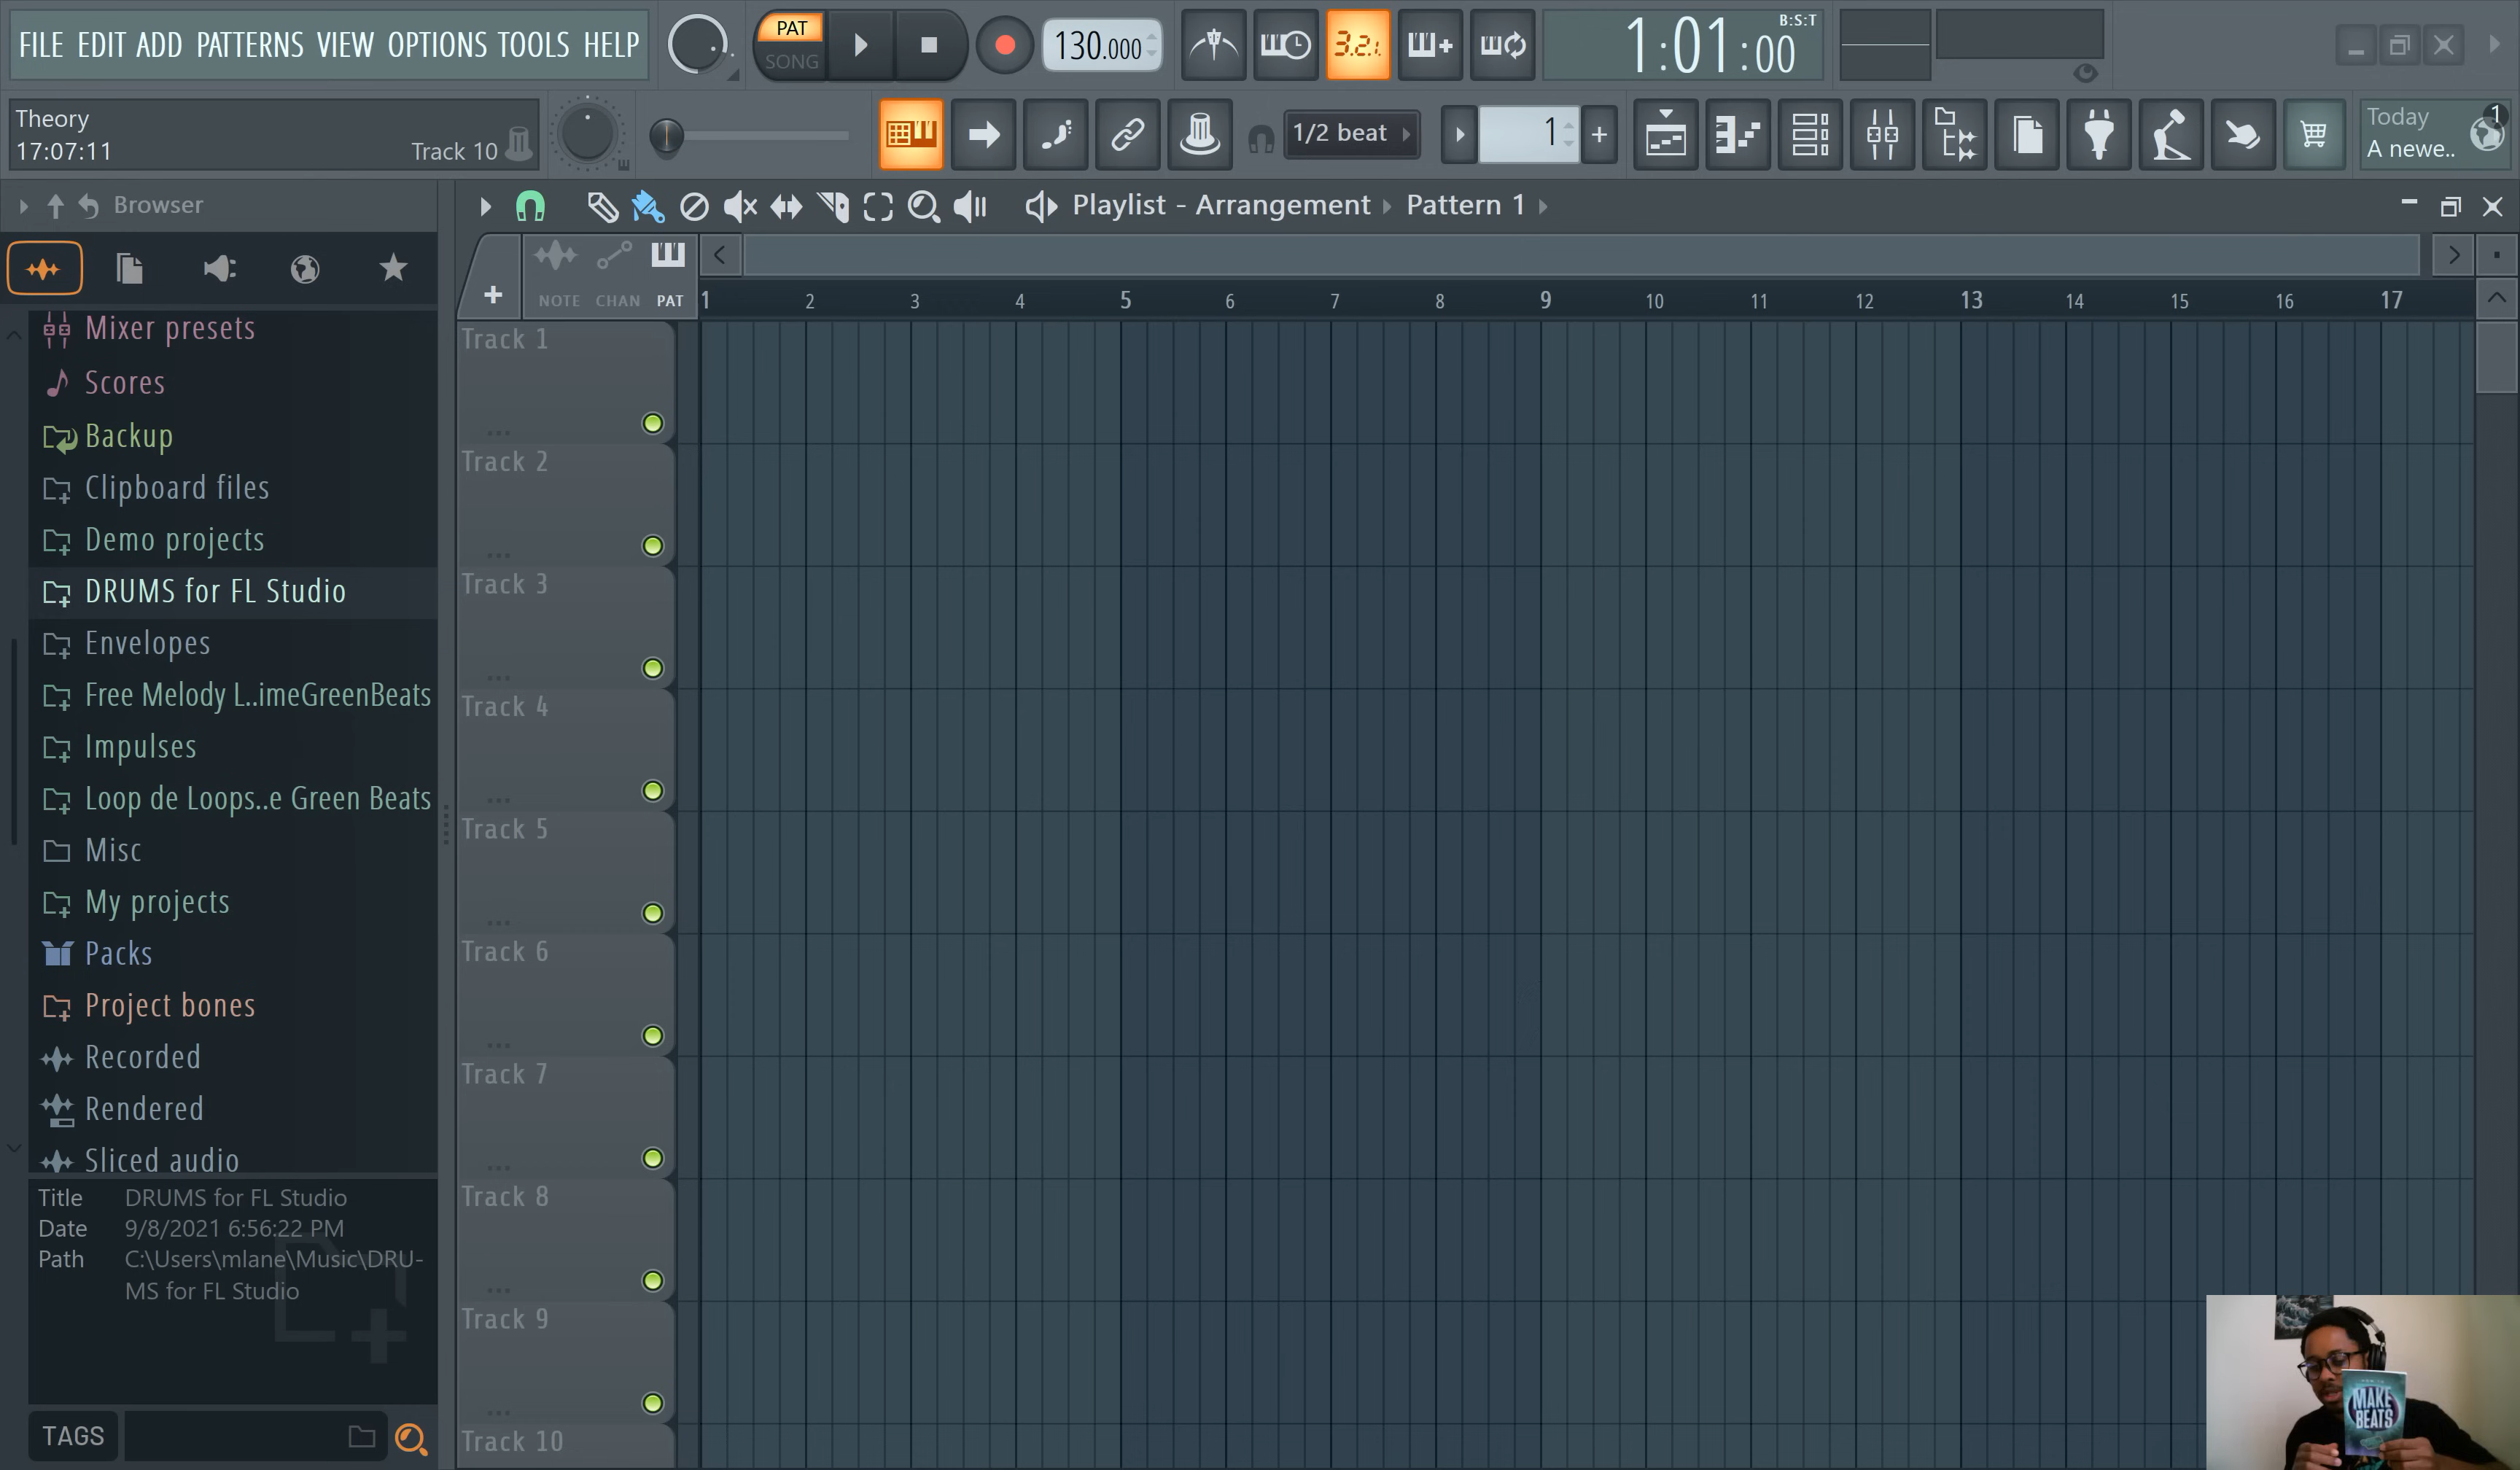 FILE EDIT ADD PATTERNS VIEW OPTIONS TOOLS HELP
PAT
SONG
130.000
3.2.1
1:01:00
B:S:T
Theory
17:07:11
Track 10
1/2 beat
1
+
Today
1
A newe..
Browser
Playlist - Arrangement
Pattern 1
NOTE
CHAN
PAT
1 2 3 4 5 6 7 8 9 10 11 12 13 14 15 16 17
Mixer presets
Scores
Backup
Clipboard files
Demo projects
DRUMS for FL Studio
Envelopes
Free Melody L..imeGreenBeats
Impulses
Loop de Loops..e Green Beats
Misc
My projects
Packs
Project bones
Recorded
Rendered
Sliced audio
Title DRUMS for FL Studio
Date 9/8/2021 6:56:22 PM
Path C:\Users\mlane\Music\DRU-
MS for FL Studio
TAGS
Track 1
Track 2
Track 3
Track 4
Track 5
Track 6
Track 7
Track 8
Track 9
Track 10
MAKE
BEATS